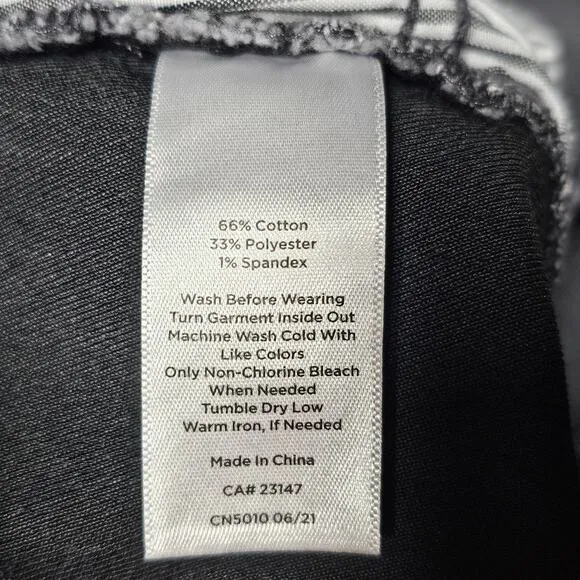 66% Cotton
33% Polyester
1% Spandex
Wash Before Wearing
Turn Garment Inside Out
Machine Wash Cold With
Like Colors
Only Non-Chlorine Bleach
When Needed
Tumble Dry Low
Warm Iron, If Needed
Made In China
CA# 23147
CN5010 06/21